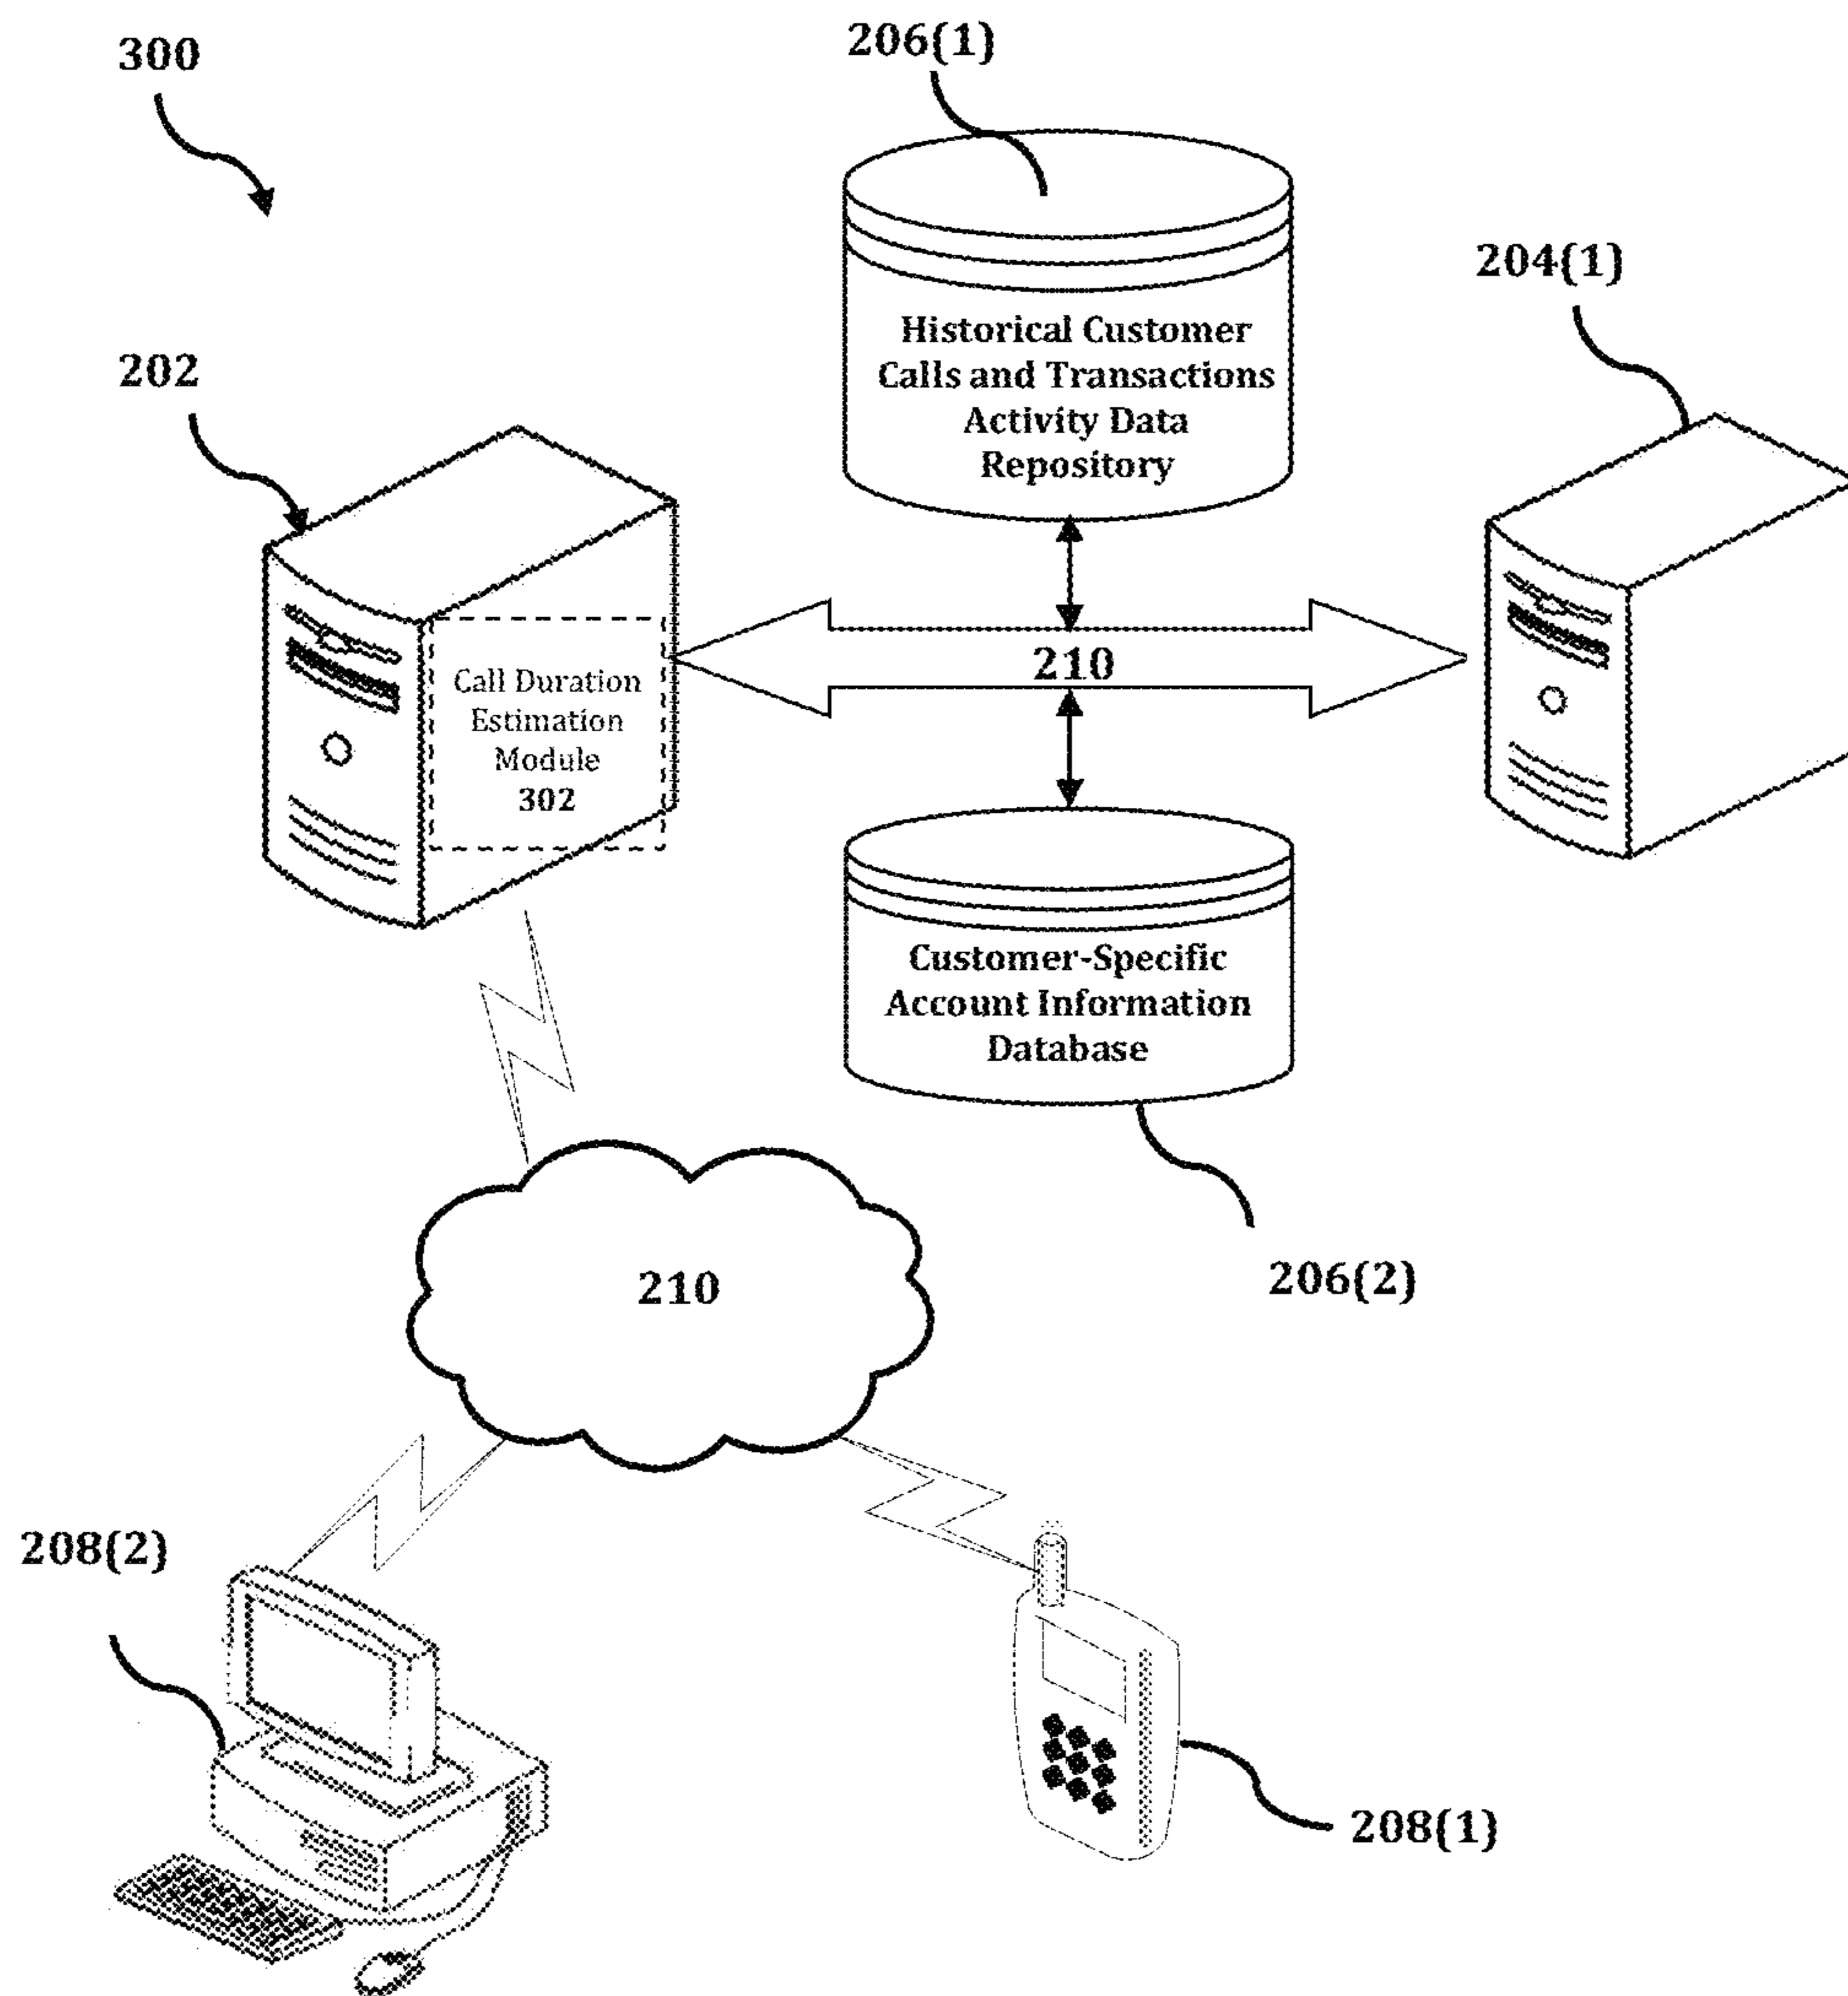 300
206(1)
204(1)
Historical Customer
Calls and Transactions
Activity Data
Repository
202
210
Call Duration
Estimation
Module
302
Customer-Specific
Account Information
Database
206(2)
210
208(2)
208(1)